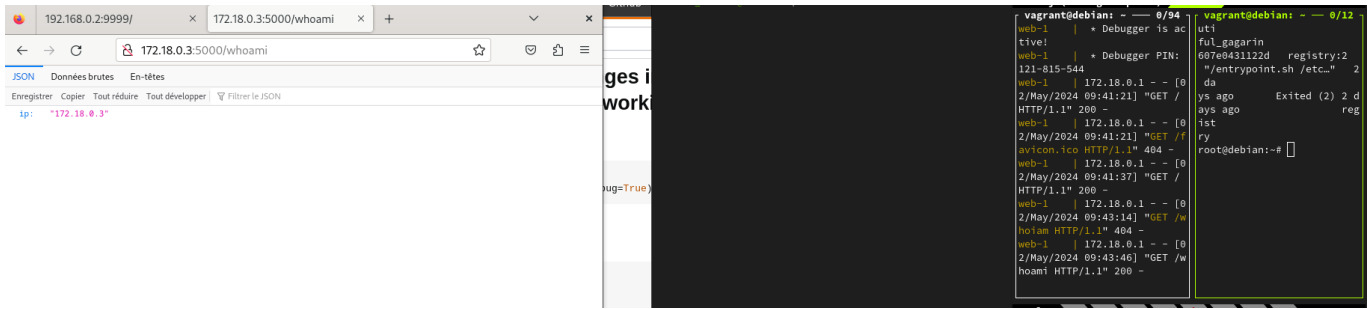 192.168.0.2:9999/ × 172.18.0.3:5000/whoami × +
172.18.0.3:5000/whoami
JSON Données brutes En-têtes
Enregistrer Copier Tout réduire Tout développer Filtrer le JSON
ip: "172.18.0.3"
ges i
worki
bug=True)
vagrant@debian: ~ — 0/94
web-1 | * Debugger is ac
tive!
web-1 | * Debugger PIN:
121-815-544
web-1 | 172.18.0.1 - - [0
2/May/2024 09:41:21] "GET /
HTTP/1.1" 200 -
web-1 | 172.18.0.1 - - [0
2/May/2024 09:41:21] "GET /f
avicon.ico HTTP/1.1" 404 -
web-1 | 172.18.0.1 - - [0
2/May/2024 09:41:37] "GET /
HTTP/1.1" 200 -
web-1 | 172.18.0.1 - - [0
2/May/2024 09:43:14] "GET /w
hoiam HTTP/1.1" 404 -
web-1 | 172.18.0.1 - - [0
2/May/2024 09:43:46] "GET /w
hoami HTTP/1.1" 200 -
vagrant@debian: ~ — 0/12
uti
ful_gagarin
607e0431122d registry:2
"/entrypoint.sh /etc…" 2
da
ys ago Exited (2) 2 d
ays ago reg
ist
ry
root@debian:~#